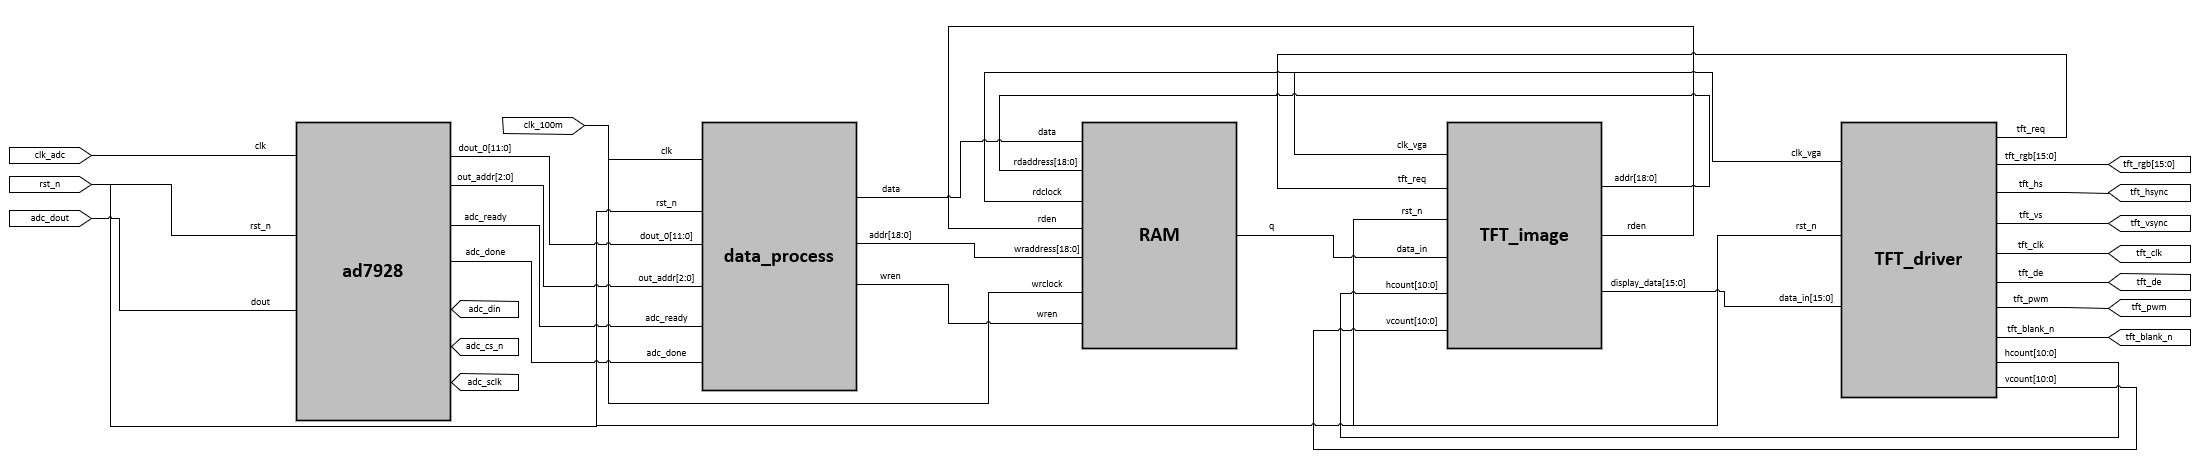 clk_adc
rst_n
adc_dout
clk
rst_n
dout
ad7928
dout_0[11:0]
out_addr[2:0]
adc_ready
adc_done
adc_din
adc_cs_n
adc_sclk
clk_100m
clk
rst_n
dout_0[11:0]
out_addr[2:0]
adc_ready
adc_done
data_process
data
addr[18:0]
wren
data
rdaddress[18:0]
rdclock
rden
wraddress[18:0]
wrclock
wren
RAM
q
clk_vga
tft_req
rst_n
data_in
hcount[10:0]
vcount[10:0]
TFT_image
addr[18:0]
rden
display_data[15:0]
clk_vga
rst_n
data_in[15:0]
TFT_driver
tft_req
tft_rgb[15:0]
tft_hs
tft_vs
tft_clk
tft_de
tft_pwm
tft_blank_n
hcount[10:0]
vcount[10:0]
tft_rgb[15:0]
tft_hsync
tft_vsync
tft_clk
tft_de
tft_pwm
tft_blank_n